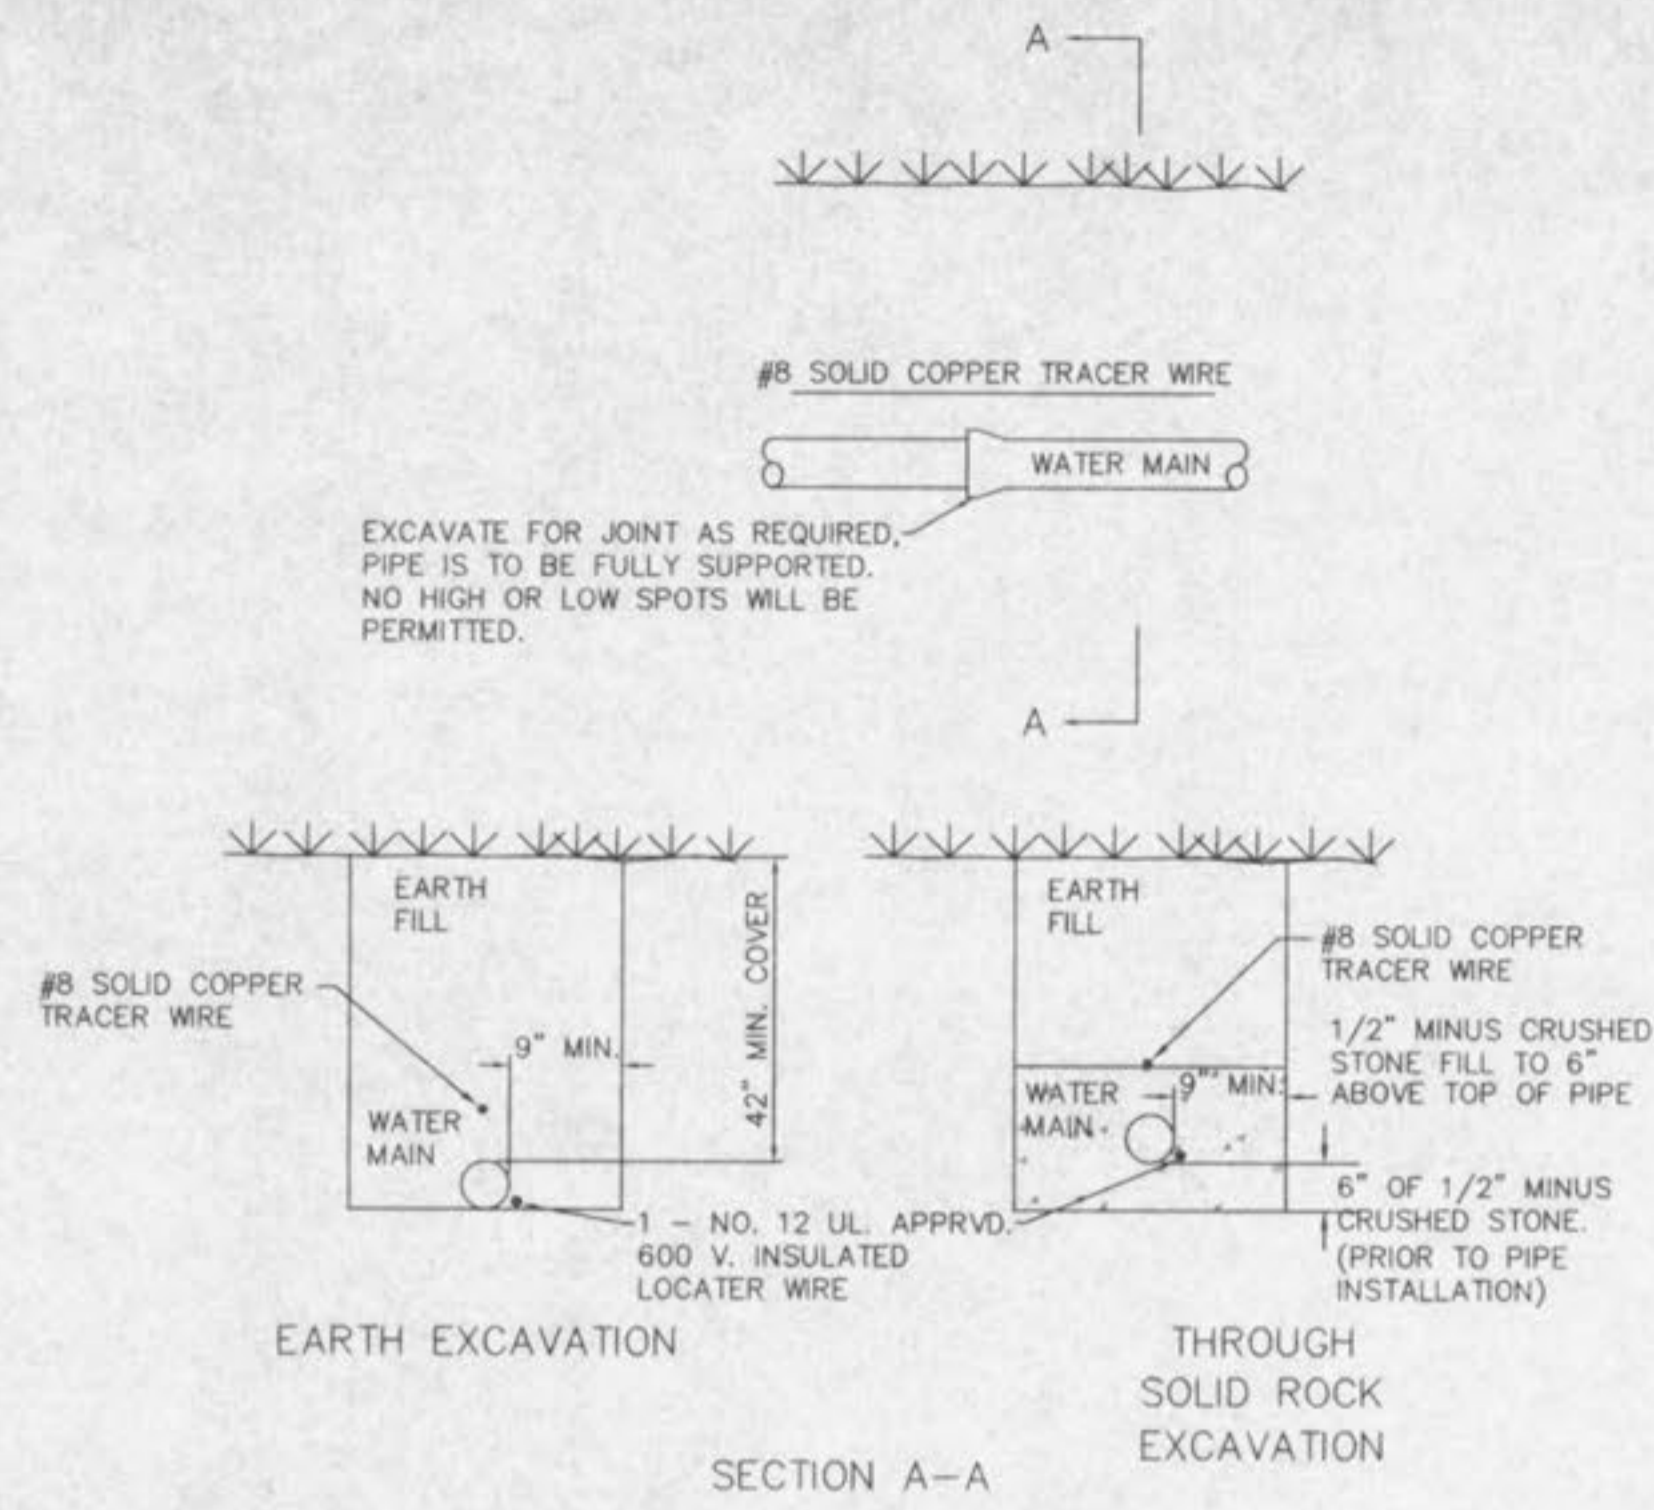 A
#8 SOLID COPPER TRACER WIRE
WATER MAIN
EXCAVATE FOR JOINT AS REQUIRED,
PIPE IS TO BE FULLY SUPPORTED.
NO HIGH OR LOW SPOTS WILL BE
PERMITTED.
A
EARTH
FILL
#8 SOLID COPPER
TRACER WIRE
9" MIN.
42" MIN. COVER
WATER
MAIN
1 - NO. 12 UL. APPRVD.
600 V. INSULATED
LOCATER WIRE
EARTH EXCAVATION
EARTH
FILL
#8 SOLID COPPER
TRACER WIRE
1/2" MINUS CRUSHED
STONE FILL TO 6"
ABOVE TOP OF PIPE
WATER
MAIN
9" MIN.
6" OF 1/2" MINUS
CRUSHED STONE.
(PRIOR TO PIPE
INSTALLATION)
THROUGH
SOLID ROCK
EXCAVATION
SECTION A-A